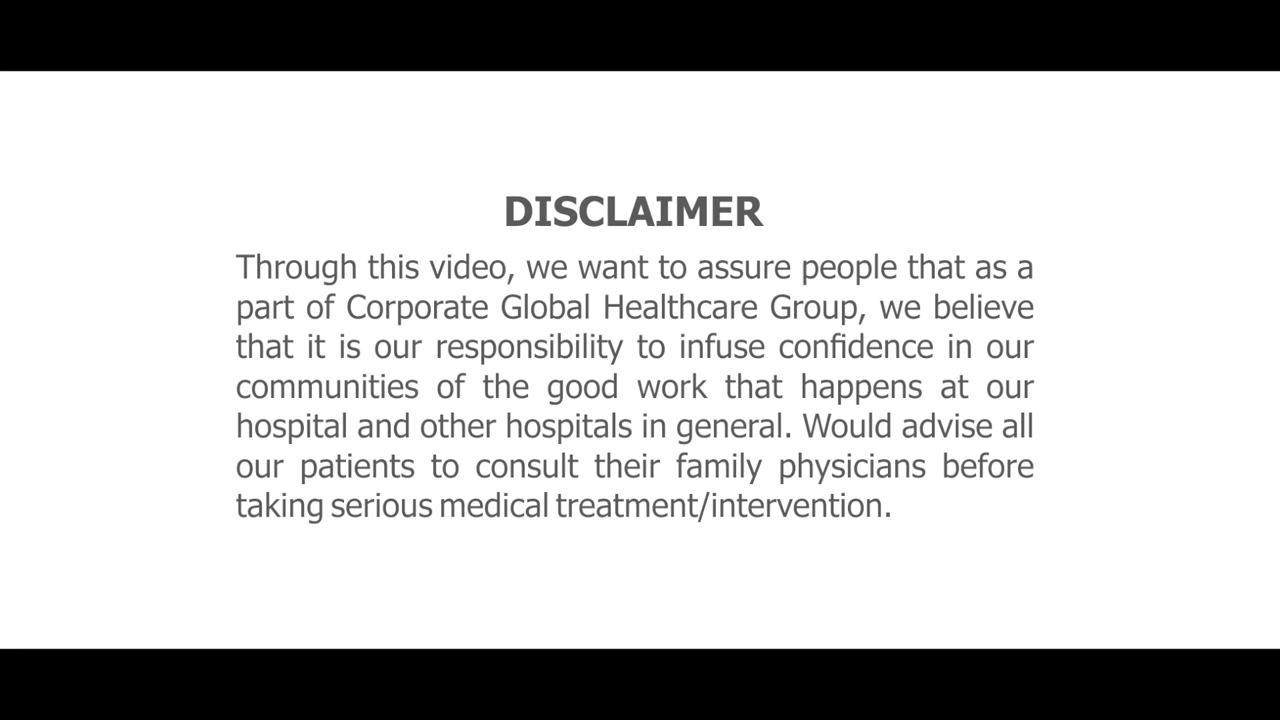 DISCLAIMER
Through this video, we want to assure people that as a
part of Corporate Global Healthcare Group, we believe
that it is our responsibility to infuse confidence in our
communities of the good work that happens at our
hospital and other hospitals in general. Would advise all
our patients to consult their family physicians before
taking serious medical treatment/intervention.